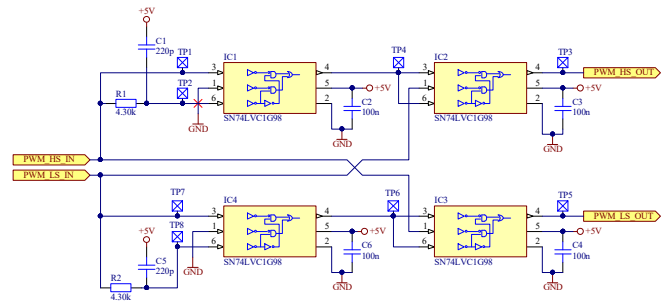 +5V
C1
220p
TP1
TP2
R1
4.30k
GND
IC1
3
1
6
4
5
2
SN74LVC1G98
+5V
C2
100n
GND
TP4
IC2
3
1
6
4
5
2
SN74LVC1G98
TP3
PWM_HS_OUT
+5V
C3
100n
GND
PWM_HS_IN
PWM_LS_IN
TP7
TP8
+5V
C5
220p
R2
4.30k
GND
IC4
3
1
6
4
5
2
SN74LVC1G98
+5V
C6
100n
GND
TP6
IC3
3
1
6
4
5
2
SN74LVC1G98
TP5
PWM_LS_OUT
+5V
C4
100n
GND